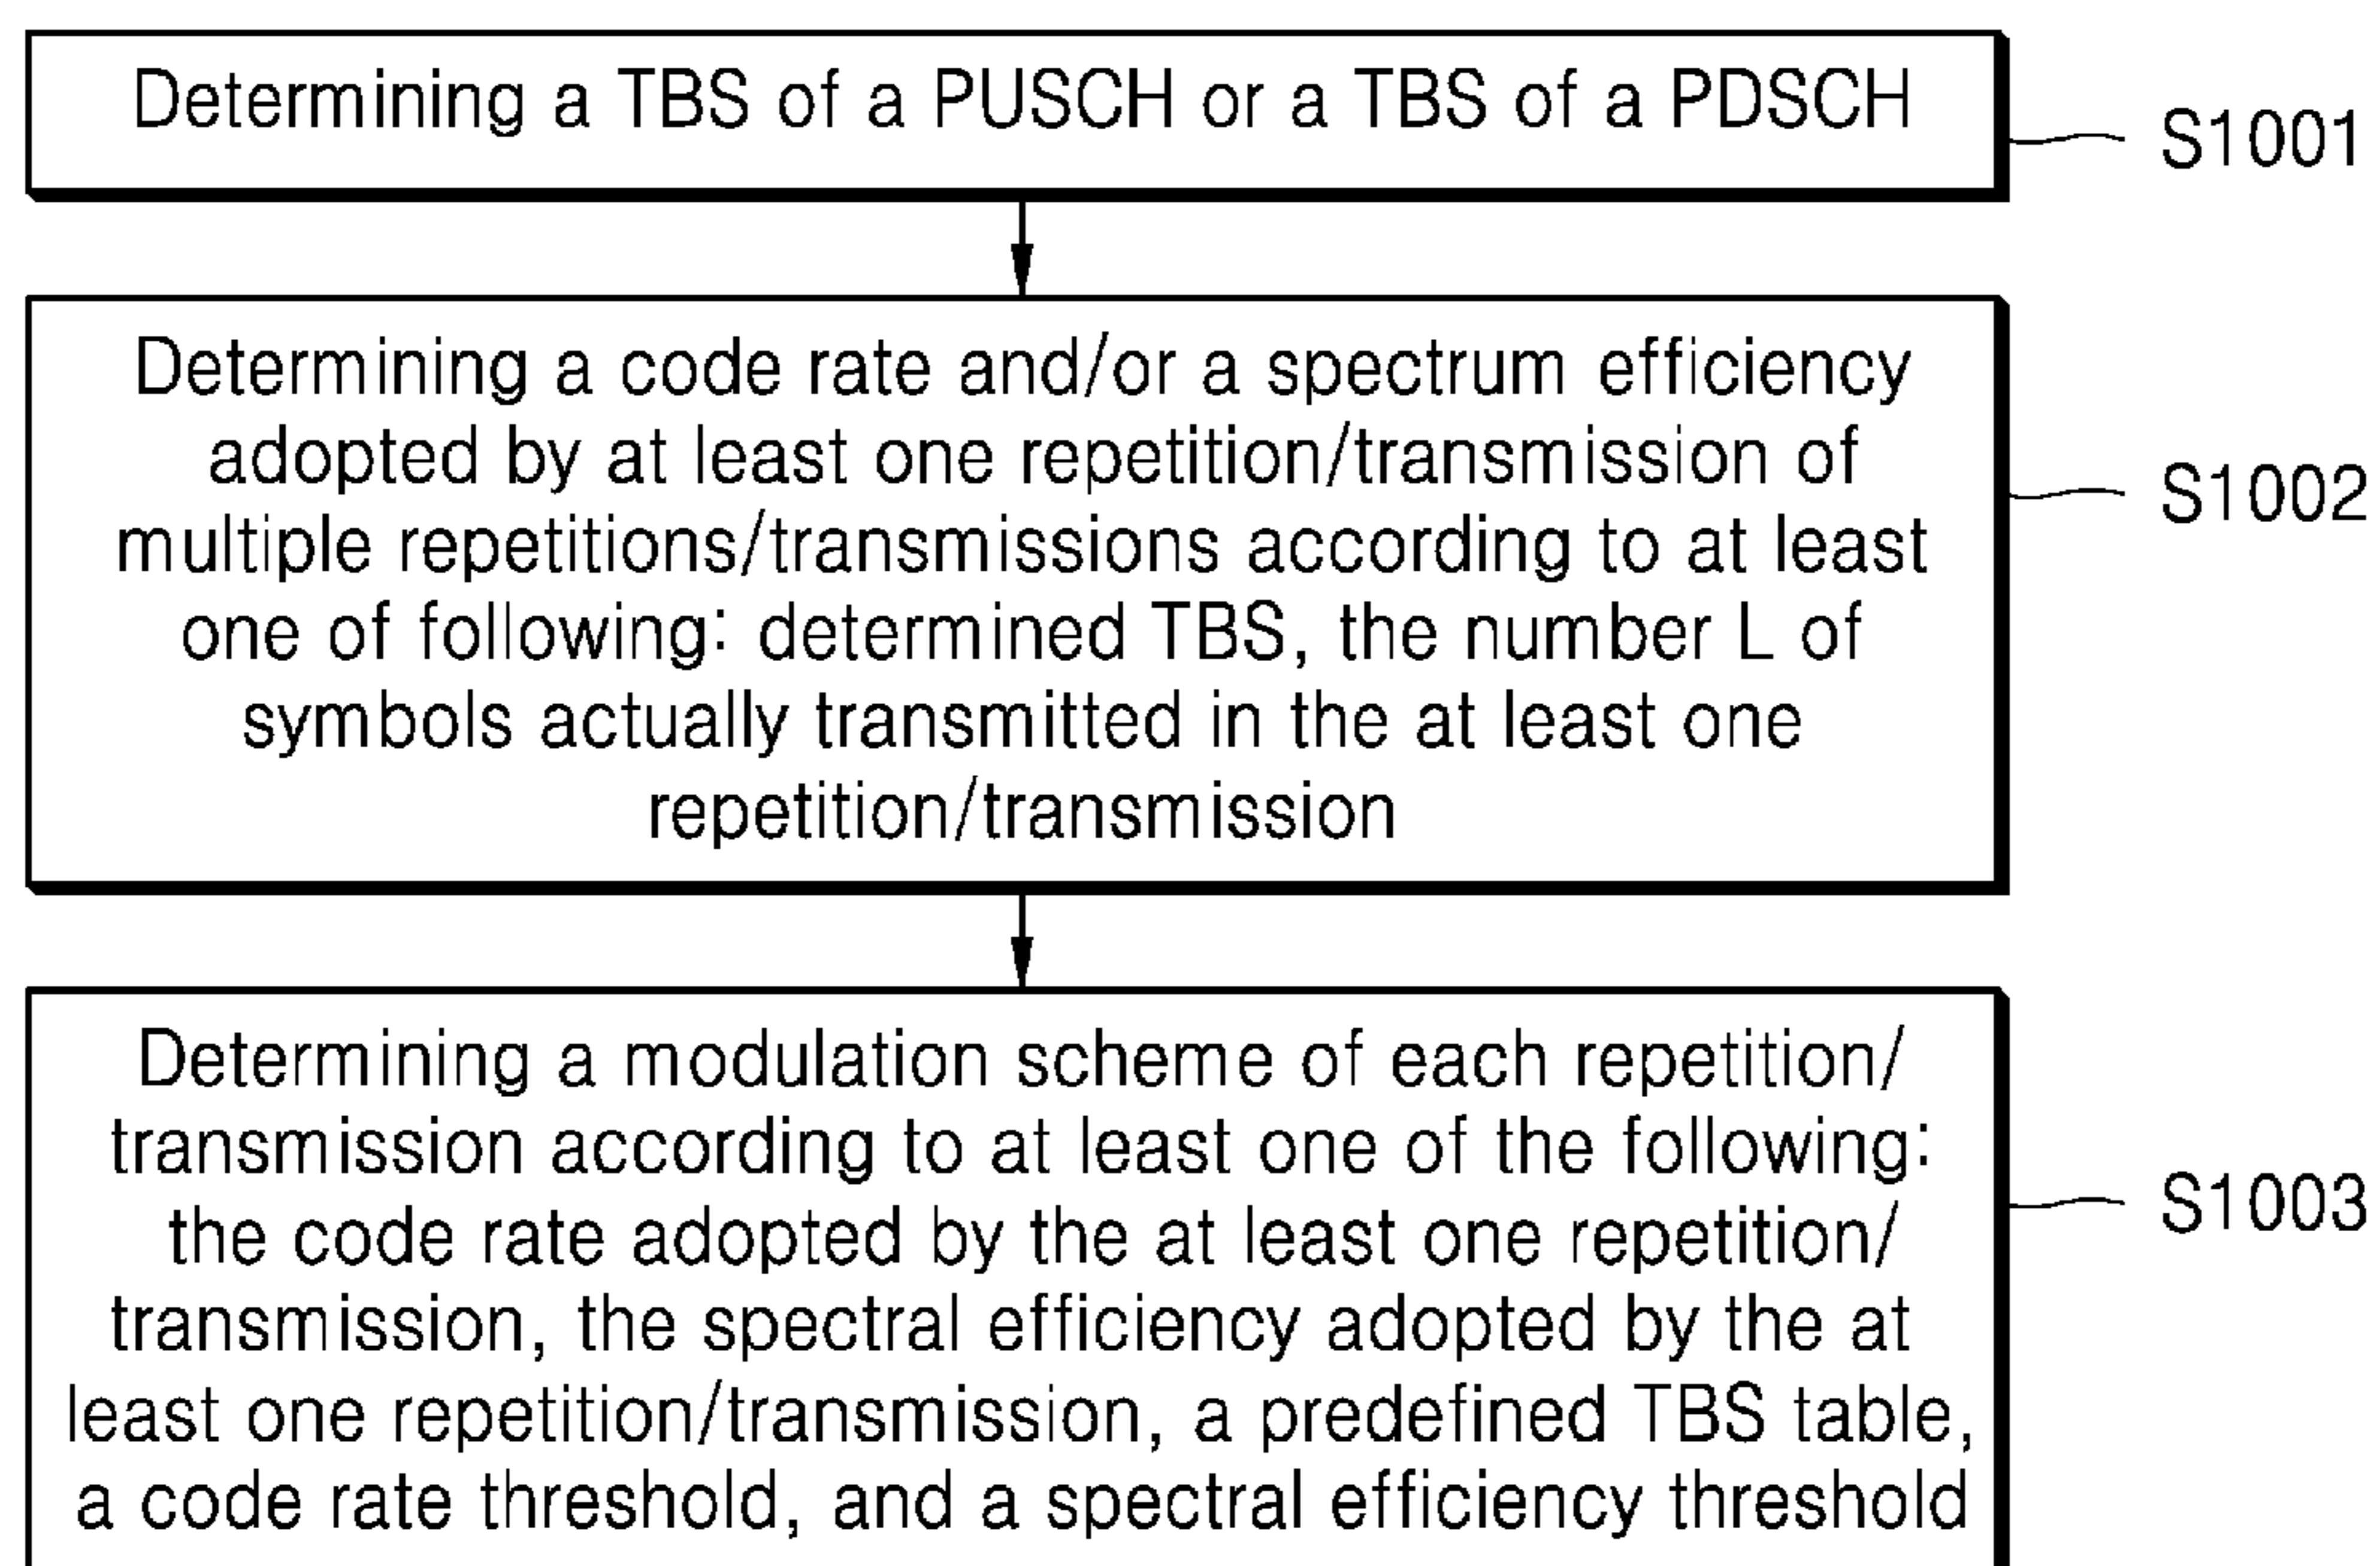 Determining a TBS of a PUSCH or a TBS of a PDSCH
S1001
Determining a code rate and/or a spectrum efficiency
adopted by at least one repetition/transmission of
multiple repetitions/transmissions according to at least
one of following: determined TBS, the number L of
symbols actually transmitted in the at least one
repetition/transmission
S1002
Determining a modulation scheme of each repetition/
transmission according to at least one of the following:
the code rate adopted by the at least one repetition/
transmission, the spectral efficiency adopted by the at
least one repetition/transmission, a predefined TBS table,
a code rate threshold, and a spectral efficiency threshold
S1003